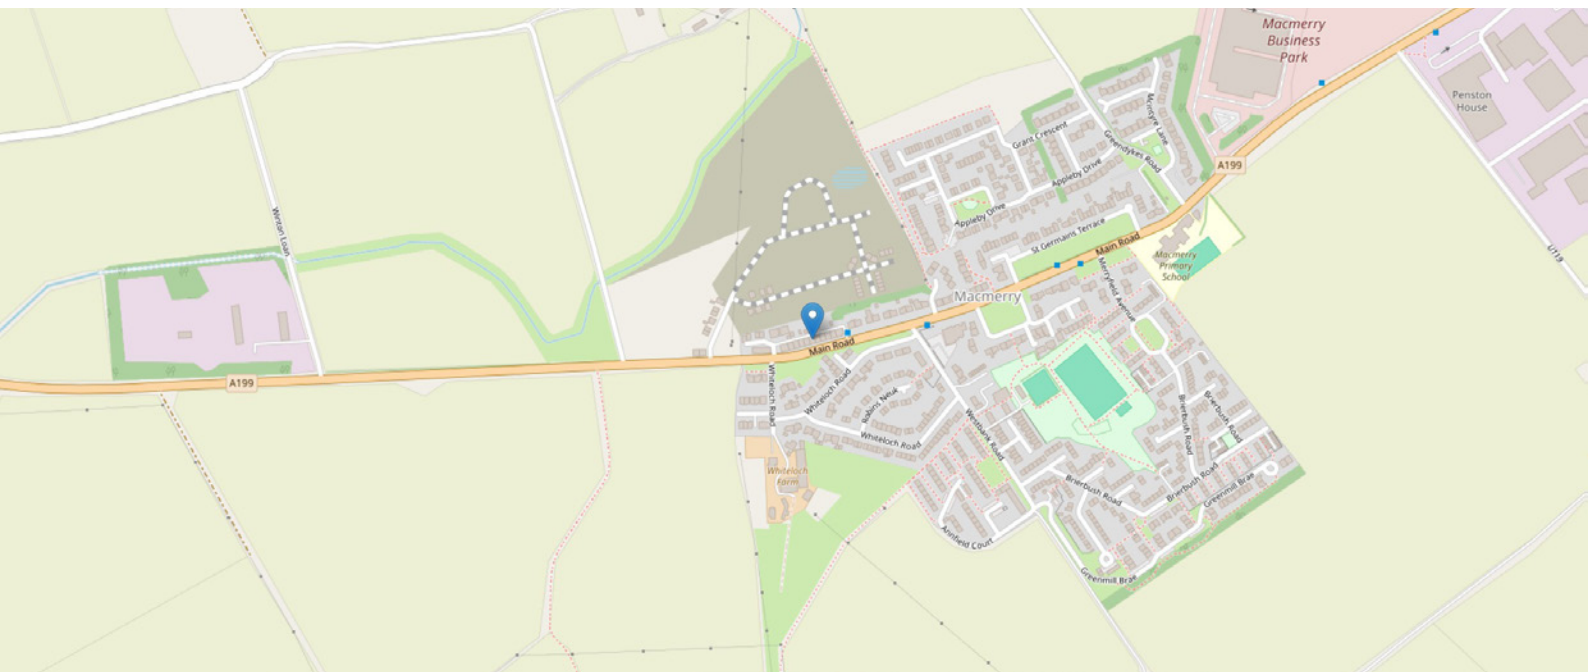 Macmerry
Business
Park
Penston
House
McIntyre Lane
Grant Crescent
Greendykes Road
A199
Appleby Drive
Appleby Drive
St Germains Terrace
Main Road
Winton Loan
U119
Macmerry
Primary
School
Merryfield Avenue
Macmerry
Main Road
A199
Whiteloch Road
Whiteloch Road
Robins Neuk
Whiteloch Road
Westbank Road
Brierbush Road
Brierbush Road
Whiteloch
Farm
Brierbush Road
Brierbush Road
Greenmill Brae
Annfield Court
Greenmill Brae